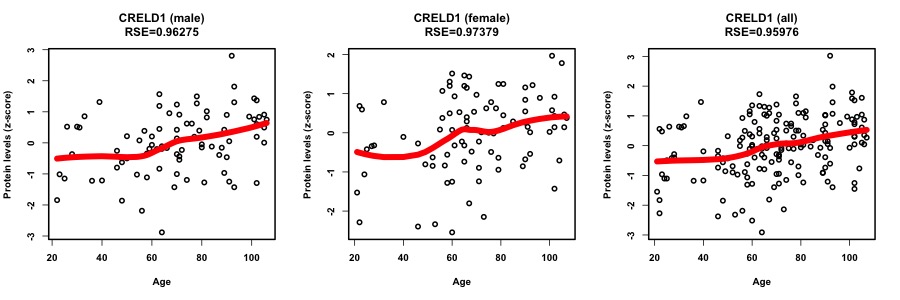 CRELD1 (male)
RSE=0.96275
Protein levels (z-score)
3
2
1
0
-1
-2
-3
20 40 60 80 100
Age
CRELD1 (female)
RSE=0.97379
Protein levels (z-score)
2
1
0
-1
-2
20 40 60 80 100
Age
CRELD1 (all)
RSE=0.95976
Protein levels (z-score)
3
2
1
0
-1
-2
-3
20 40 60 80 100
Age